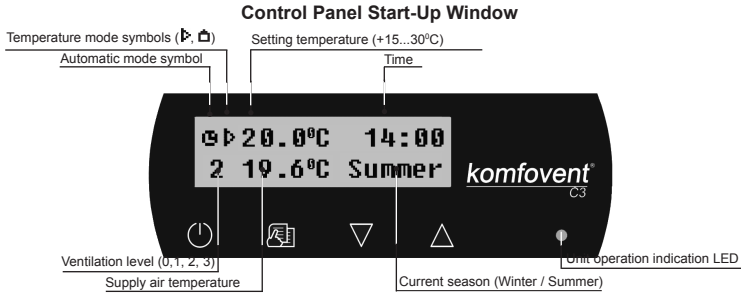 Control Panel Start-Up Window
Temperature mode symbols (, )
Setting temperature (+15...30⁰C)
Automatic mode symbol
Time
20.0⁰C 14:00
2 19.6⁰C Summer
komfovent®
C3
Ventilation level (0,1, 2, 3)
Unit operation indication LED
Supply air temperature
Current season (Winter / Summer)